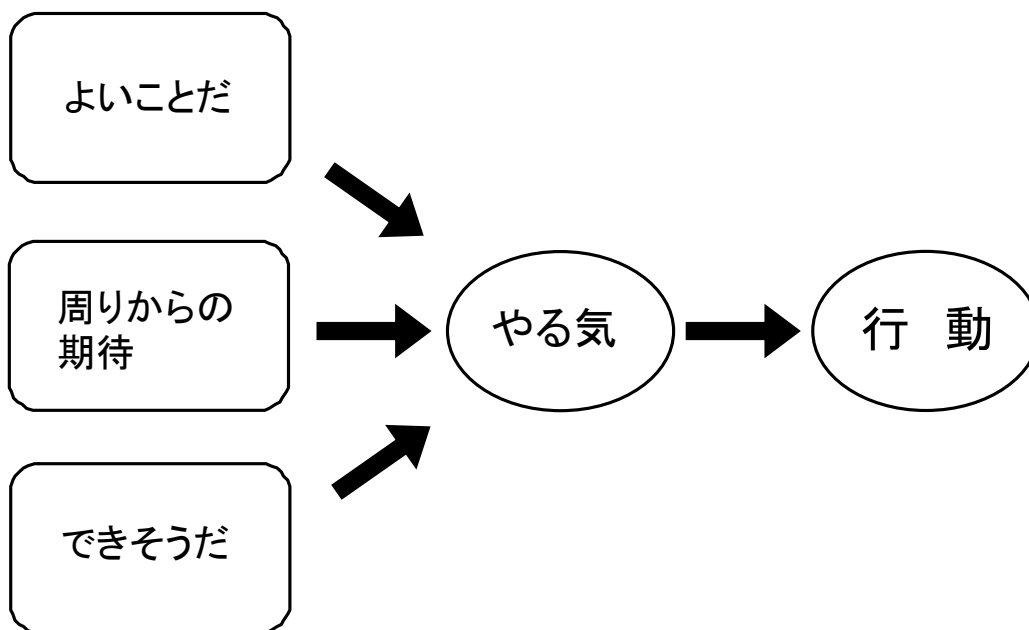 よいことだ
周りからの
期待
できそうだ
やる気
行　動